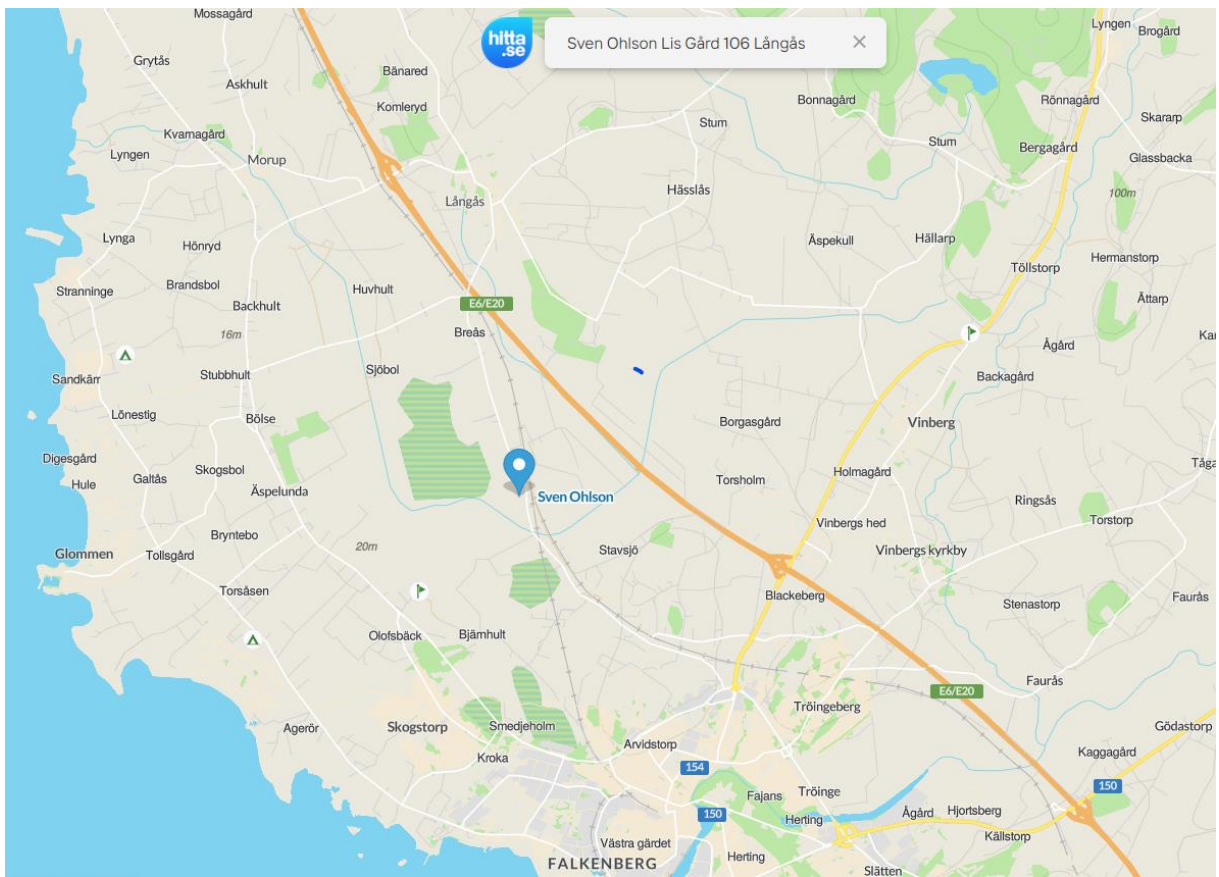 Mossagård
hitta
.se
Sven Ohlson Lis Gård 106 Långås
Lyngen
Brogård
Grytås
Bänared
Askhult
Komleryd
Bonnagård
Rönnagård
Skararp
Stum
Kvarnagård
Stum
Bergagård
Lyngen
Morup
Glassbacka
Hässlås
100m
Långås
Lynga
Hönryd
Äspekull
Hällarp
Hermanstorp
Töllstorp
Stranninge
Brandsbol
Huvhult
Backhult
Ättarp
E6/E20
16m
Breås
Ågård
Sjöbol
Stubbhult
Sandkärr
Backagård
Lönestig
Bölse
Borgasgård
Vinberg
Digesgård
Skogsbol
Holmagård
Hule
Galtås
Äspelunda
Torsholm
Sven Ohlson
Ringsås
Vinbergs hed
Torstorp
Bryntebo
20m
Glommen
Tollsgård
Stavsjö
Vinbergs kyrkby
Torsåsen
Blackeberg
Faurås
Stenastorp
Olofsbäck
Bjärnhult
Faurås
E6/E20
Tröingeberg
Agerör
Skogstorp
Smedjeholm
Gödastorp
Arvidstorp
Kaggagård
Kroka
154
150
Fajans
Tröinge
150
Herting
Ågård
Hjortsberg
Källstorp
Västra gärdet
Herting
FALKENBERG
Slätten